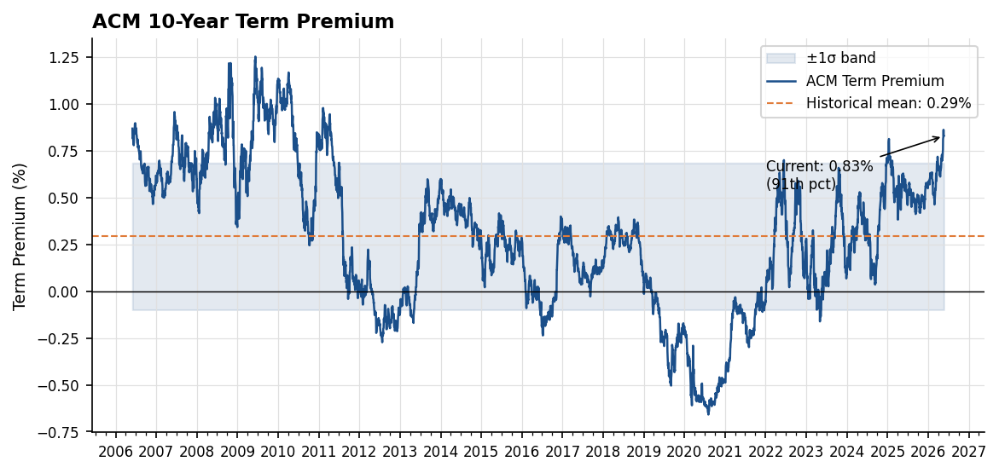 ACM 10-Year Term Premium
Term Premium (%)
1.25
1.00
0.75
0.50
0.25
0.00
−0.25
−0.50
−0.75
±1σ band
ACM Term Premium
Historical mean: 0.29%
Current: 0.83%
(91th pct)
2006 2007 2008 2009 2010 2011 2012 2013 2014 2015 2016 2017 2018 2019 2020 2021 2022 2023 2024 2025 2026 2027